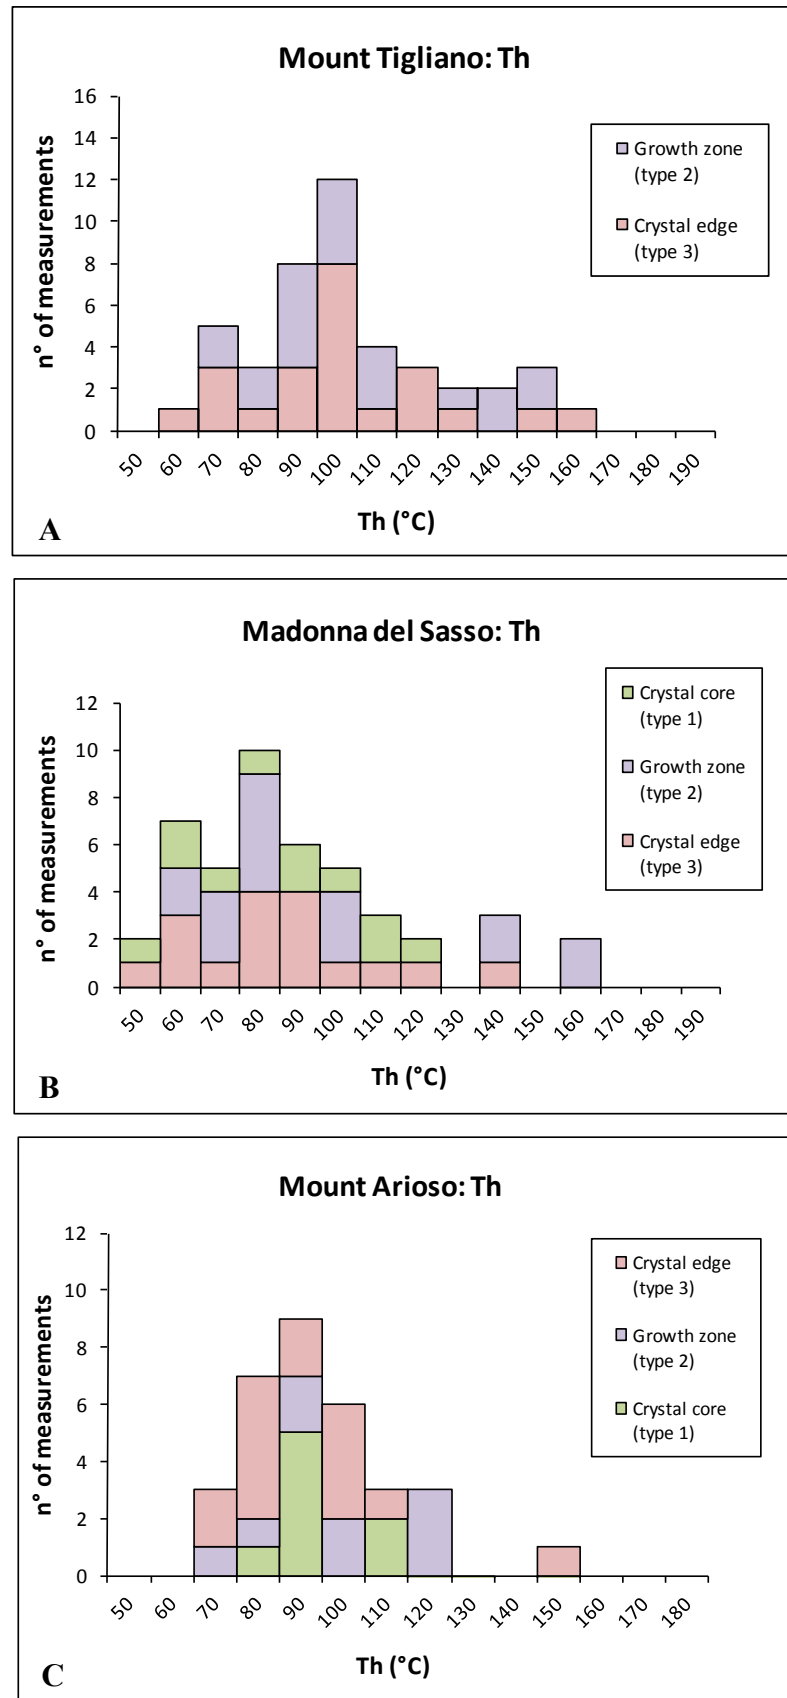 Mount Tigliano: Th
16
14
12
10
8
6
4
2
0
n° of measurements
Growth zone
(type 2)
Crystal edge
(type 3)
50 60 70 80 90 100 110 120 130 140 150 160 170 180 190
Th (°C)
A
Madonna del Sasso: Th
12
10
8
6
4
2
0
n° of measurements
Crystal core
(type 1)
Growth zone
(type 2)
Crystal edge
(type 3)
50 60 70 80 90 100 110 120 130 140 150 160 170 180 190
Th (°C)
B
Mount Arioso: Th
12
10
8
6
4
2
0
n° of measurements
Crystal edge
(type 3)
Growth zone
(type 2)
Crystal core
(type 1)
50 60 70 80 90 100 110 120 130 140 150 160 170 180
Th (°C)
C